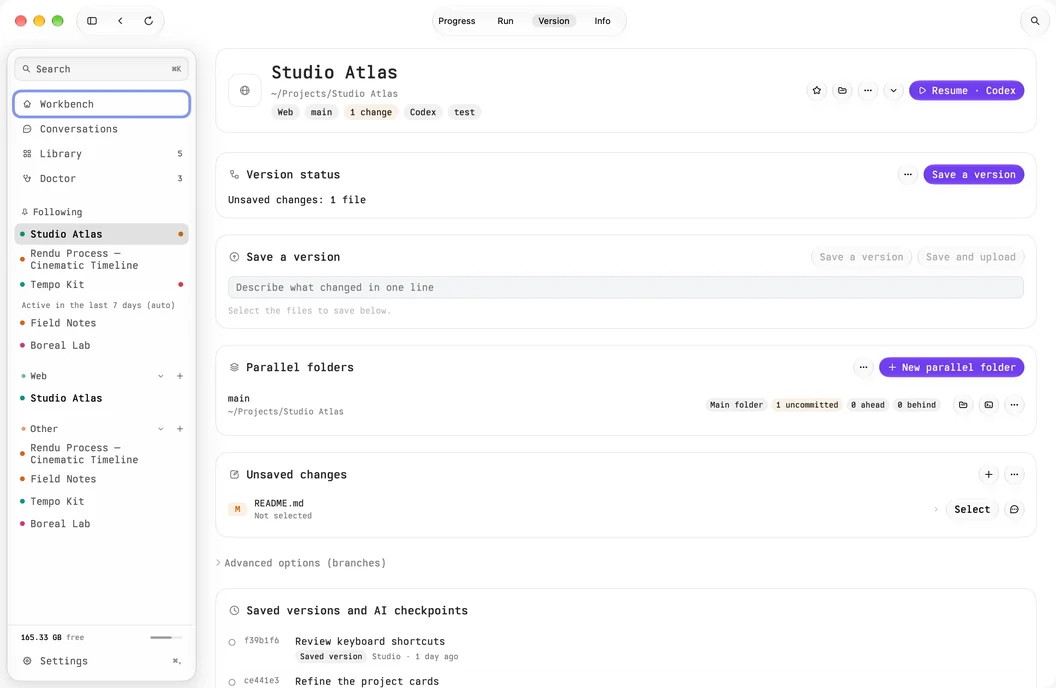 Progress
Run
Version
Info
Search ⌘K
Workbench
Conversations
Library 5
Doctor 3
Following
Studio Atlas
Rendu Process —
Cinematic Timeline
Tempo Kit
Active in the last 7 days (auto)
Field Notes
Boreal Lab
Web
Studio Atlas
Other
Rendu Process —
Cinematic Timeline
Field Notes
Tempo Kit
Boreal Lab
165.33 GB free
Settings ⌘,
Studio Atlas
~/Projects/Studio Atlas
Web main 1 change Codex test
Resume · Codex
Version status
Save a version
Unsaved changes: 1 file
Save a version
Save a version Save and upload
Describe what changed in one line
Select the files to save below.
Parallel folders
New parallel folder
main
~/Projects/Studio Atlas
Main folder 1 uncommitted 0 ahead 0 behind
Unsaved changes
M README.md
Not selected
Select
Advanced options (branches)
Saved versions and AI checkpoints
f39b1f6 Review keyboard shortcuts
Saved version Studio · 1 day ago
ce441e3 Refine the project cards